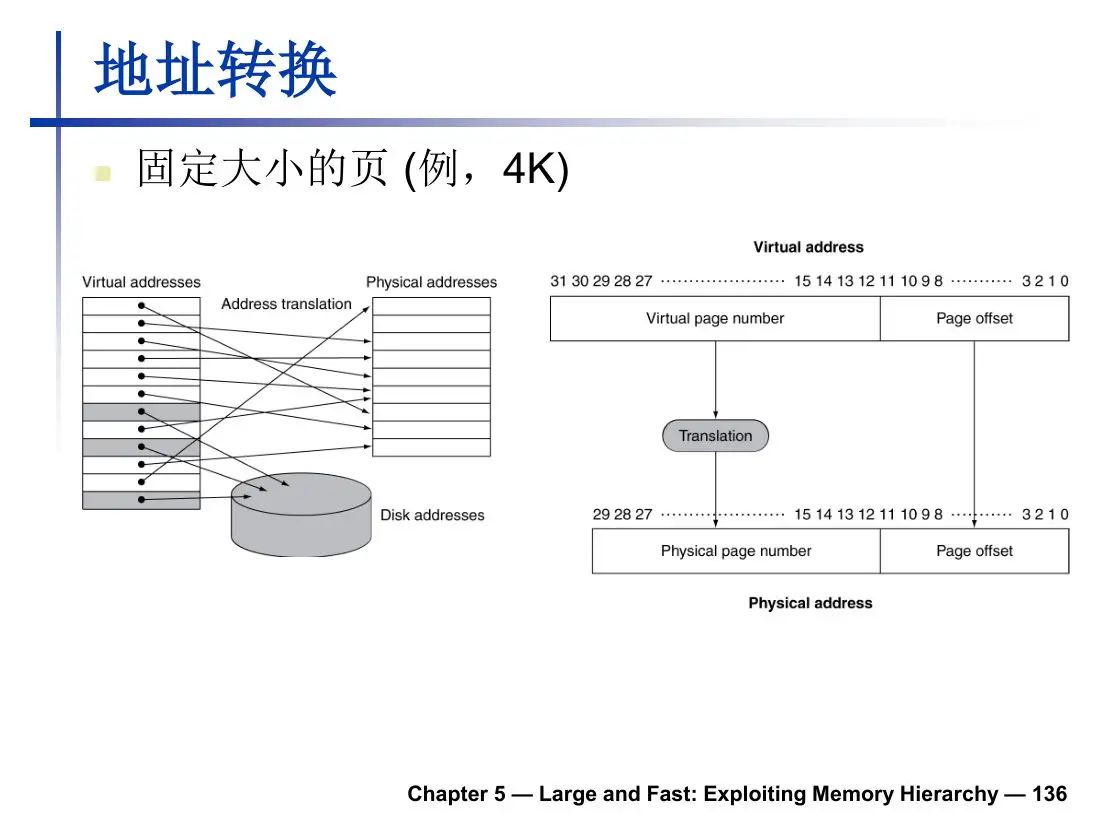 地址转换
固定大小的页 (例，4K)
Virtual addresses
Address translation
Physical addresses
Disk addresses
Virtual address
31 30 29 28 27 ······················ 15 14 13 12 11 10 9 8 ··········· 3 2 1 0
Virtual page number
Page offset
Translation
29 28 27 ······················ 15 14 13 12 11 10 9 8 ··········· 3 2 1 0
Physical page number
Page offset
Physical address
Chapter 5 — Large and Fast: Exploiting Memory Hierarchy — 136